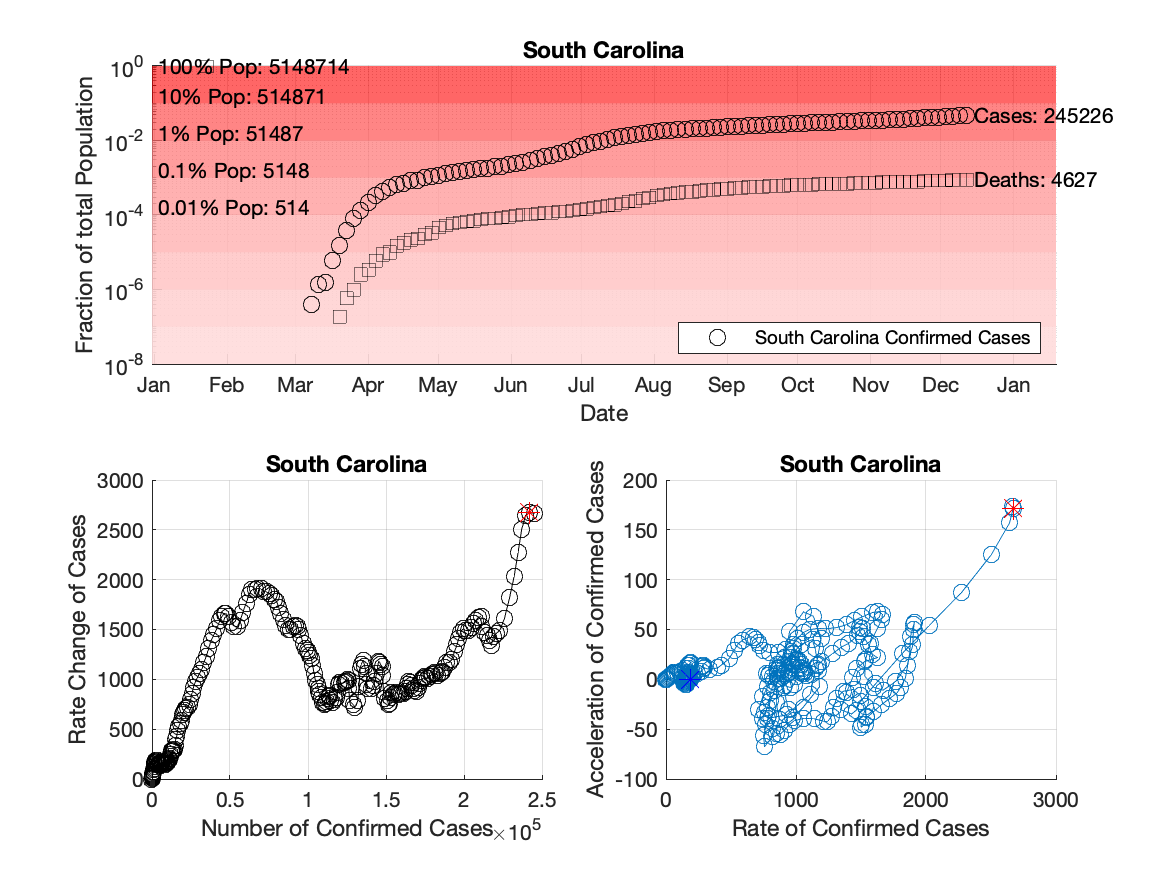 South Carolina
10^0
10^-2
10^-4
10^-6
10^-8
Fraction of total Population
100% Pop: 5148714
10% Pop: 514871
1% Pop: 51487
0.1% Pop: 5148
0.01% Pop: 514
Cases: 245226
Deaths: 4627
South Carolina Confirmed Cases
Jan Feb Mar Apr May Jun Jul Aug Sep Oct Nov Dec Jan
Date
South Carolina
3000
2500
2000
1500
1000
500
0
Rate Change of Cases
0 0.5 1 1.5 2 2.5
Number of Confirmed Cases ×10^5
South Carolina
200
150
100
50
0
-50
-100
Acceleration of Confirmed Cases
0 1000 2000 3000
Rate of Confirmed Cases